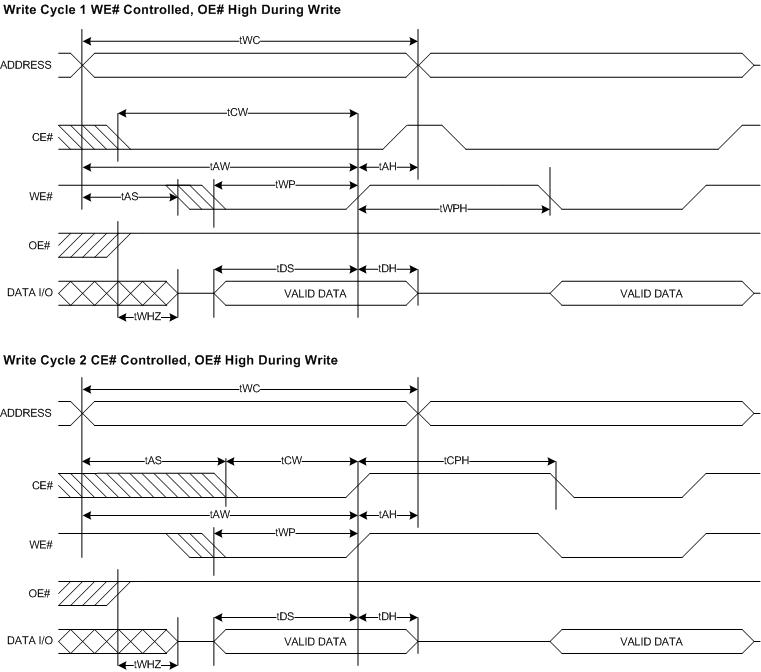 Write Cycle 1 WE# Controlled, OE# High During Write
tWC
ADDRESS
tCW
CE#
tAW
tAH
tWP
WE#
tAS
tWPH
OE#
tDS
tDH
DATA I/O
VALID DATA
VALID DATA
tWHZ
Write Cycle 2 CE# Controlled, OE# High During Write
tWC
ADDRESS
tAS
tCW
tCPH
CE#
tAW
tAH
tWP
WE#
OE#
tDS
tDH
DATA I/O
VALID DATA
VALID DATA
tWHZ